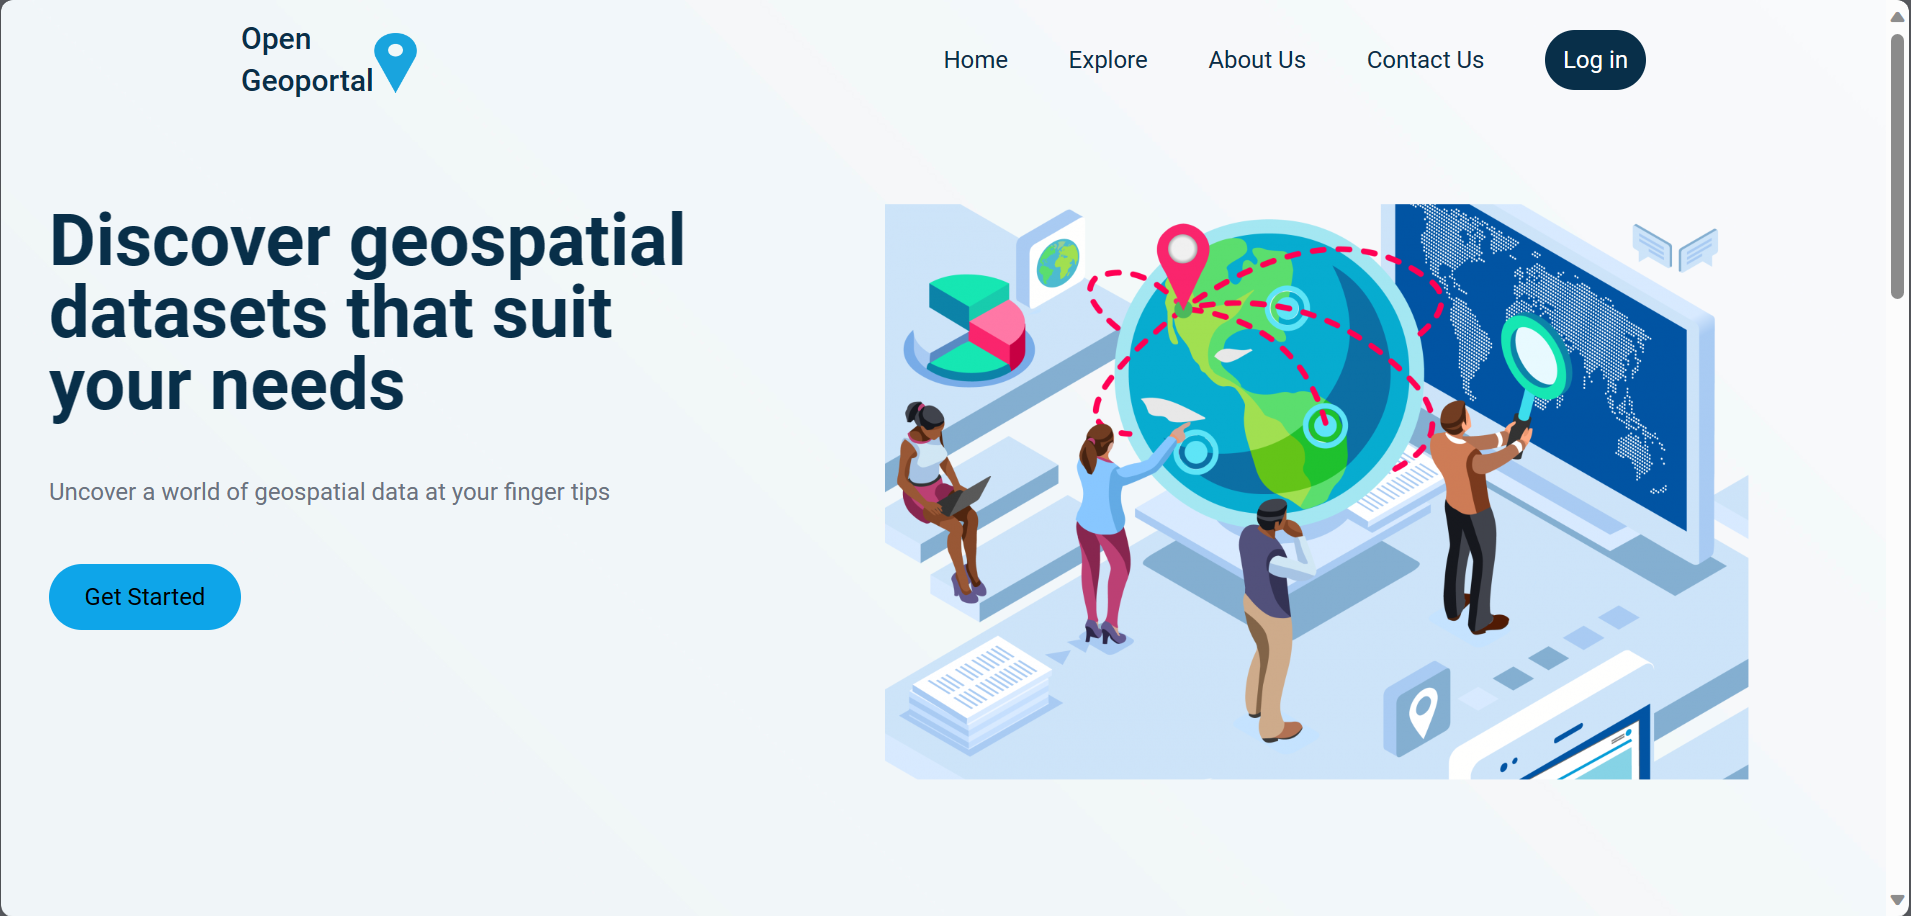 Open
Geoportal
Home
Explore
About Us
Contact Us
Log in
Discover geospatial
datasets that suit
your needs
Uncover a world of geospatial data at your finger tips
Get Started